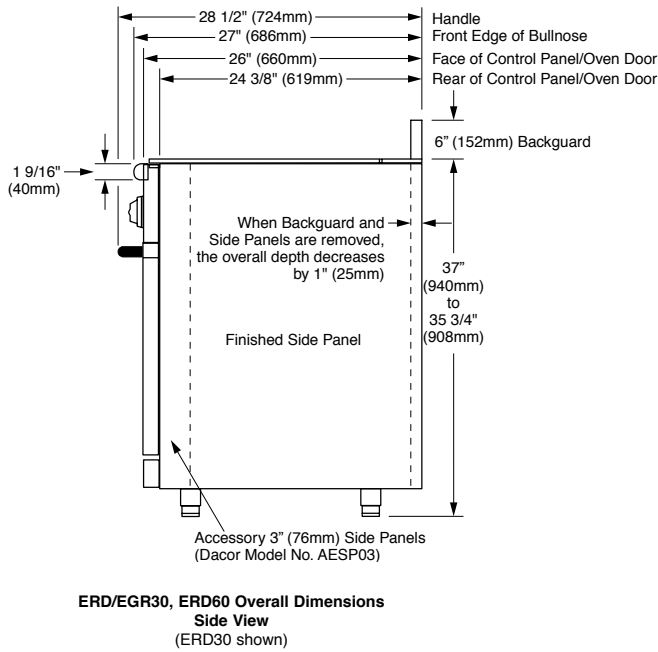 28 1/2" (724mm)
Handle
27" (686mm)
Front Edge of Bullnose
26" (660mm)
Face of Control Panel/Oven Door
24 3/8" (619mm)
Rear of Control Panel/Oven Door
6” (152mm) Backguard
1 9/16"
(40mm)
When Backguard and
Side Panels are removed,
the overall depth decreases
by 1" (25mm)
37”
(940mm)
to
35 3/4"
(908mm)
Finished Side Panel
Accessory 3” (76mm) Side Panels
(Dacor Model No. AESP03)
ERD/EGR30, ERD60 Overall Dimensions
Side View
(ERD30 shown)